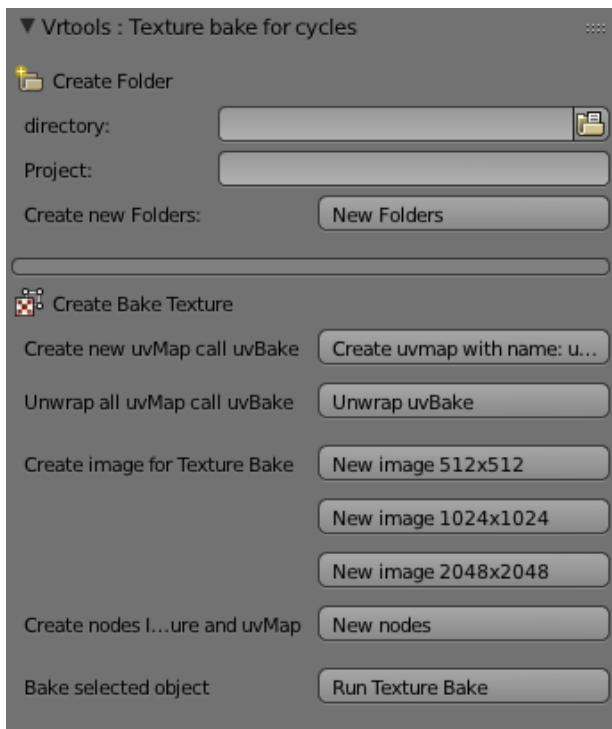 Vrtools : Texture bake for cycles
Create Folder
directory:
Project:
Create new Folders: New Folders
Create Bake Texture
Create new uvMap call uvBake Create uvmap with name: u...
Unwrap all uvMap call uvBake Unwrap uvBake
Create image for Texture Bake New image 512x512
New image 1024x1024
New image 2048x2048
Create nodes I...ure and uvMap New nodes
Bake selected object Run Texture Bake